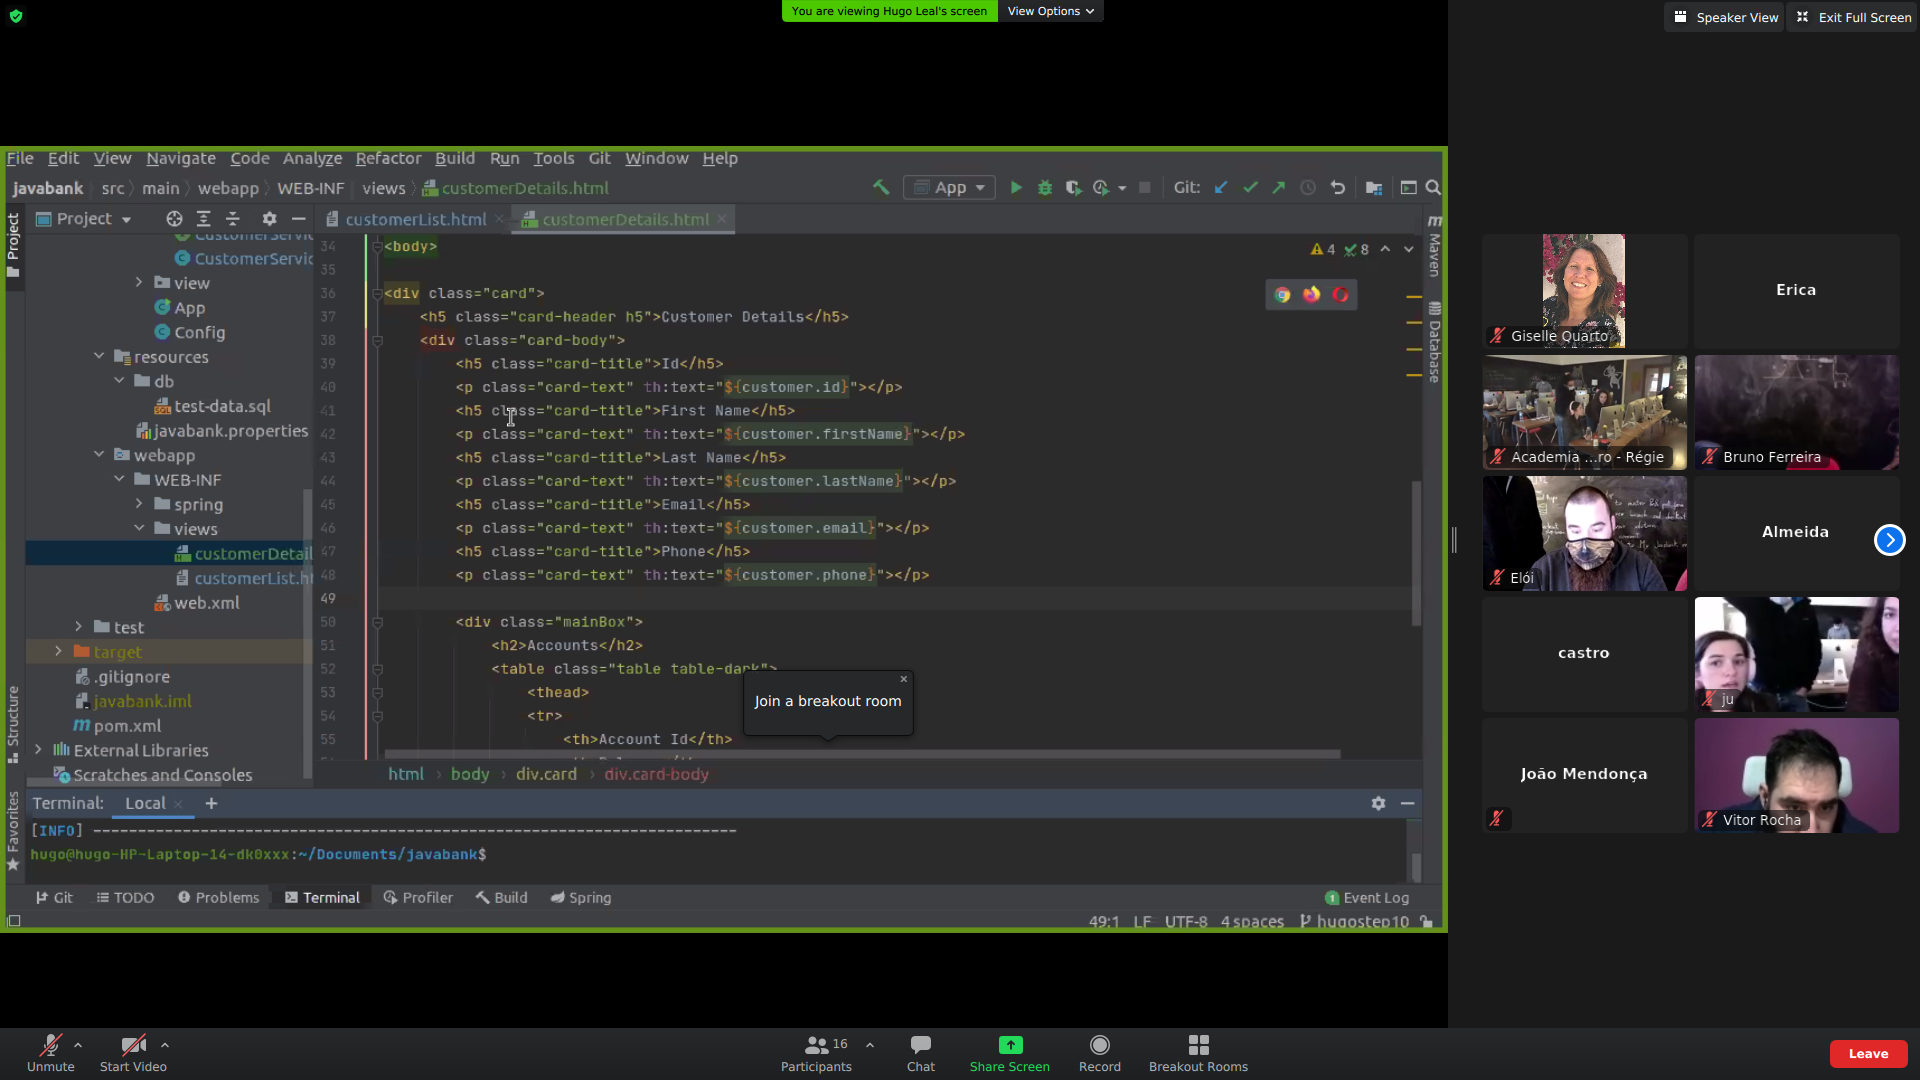 You are viewing Hugo Leal's screen
View Options
Speaker View
Exit Full Screen
File Edit View Navigate Code Analyze Refactor Build Run Tools Git Window Help
javabank src main webapp WEB-INF views customerDetails.html
App
Git:
Project
Project
customerList.html
customerDetails.html
CustomerServic
view
App
Config
resources
db
test-data.sql
javabank.properties
webapp
WEB-INF
spring
views
customerDetail
customerList.ht
web.xml
test
target
.gitignore
javabank.iml
pom.xml
External Libraries
Scratches and Consoles
Structure
Favorites
4 8
Maven
Database
34 <body>
35
36 <div class="card">
37 <h5 class="card-header h5">Customer Details</h5>
38 <div class="card-body">
39 <h5 class="card-title">Id</h5>
40 <p class="card-text" th:text="${customer.id}"></p>
41 <h5 class="card-title">First Name</h5>
42 <p class="card-text" th:text="${customer.firstName}"></p>
43 <h5 class="card-title">Last Name</h5>
44 <p class="card-text" th:text="${customer.lastName}"></p>
45 <h5 class="card-title">Email</h5>
46 <p class="card-text" th:text="${customer.email}"></p>
47 <h5 class="card-title">Phone</h5>
48 <p class="card-text" th:text="${customer.phone}"></p>
49
50 <div class="mainBox">
51 <h2>Accounts</h2>
52 <table class="table table-dark">
53 <thead>
54 <tr>
55 <th>Account Id</th>
Join a breakout room
html body div.card div.card-body
Terminal: Local
[INFO] ------------------------------------------------------------------------
hugo@hugo-HP-Laptop-14-dk0xxx:~/Documents/javabank$
Git TODO Problems Terminal Profiler Build Spring
1 Event Log
49:1 LF UTF-8 4 spaces hugostep10
Giselle Quarto
Erica
Academia ...ro - Régie
Bruno Ferreira
Elói
Almeida
castro
ju
João Mendonça
Vitor Rocha
Unmute
Start Video
16
Participants
Chat
Share Screen
Record
Breakout Rooms
Leave